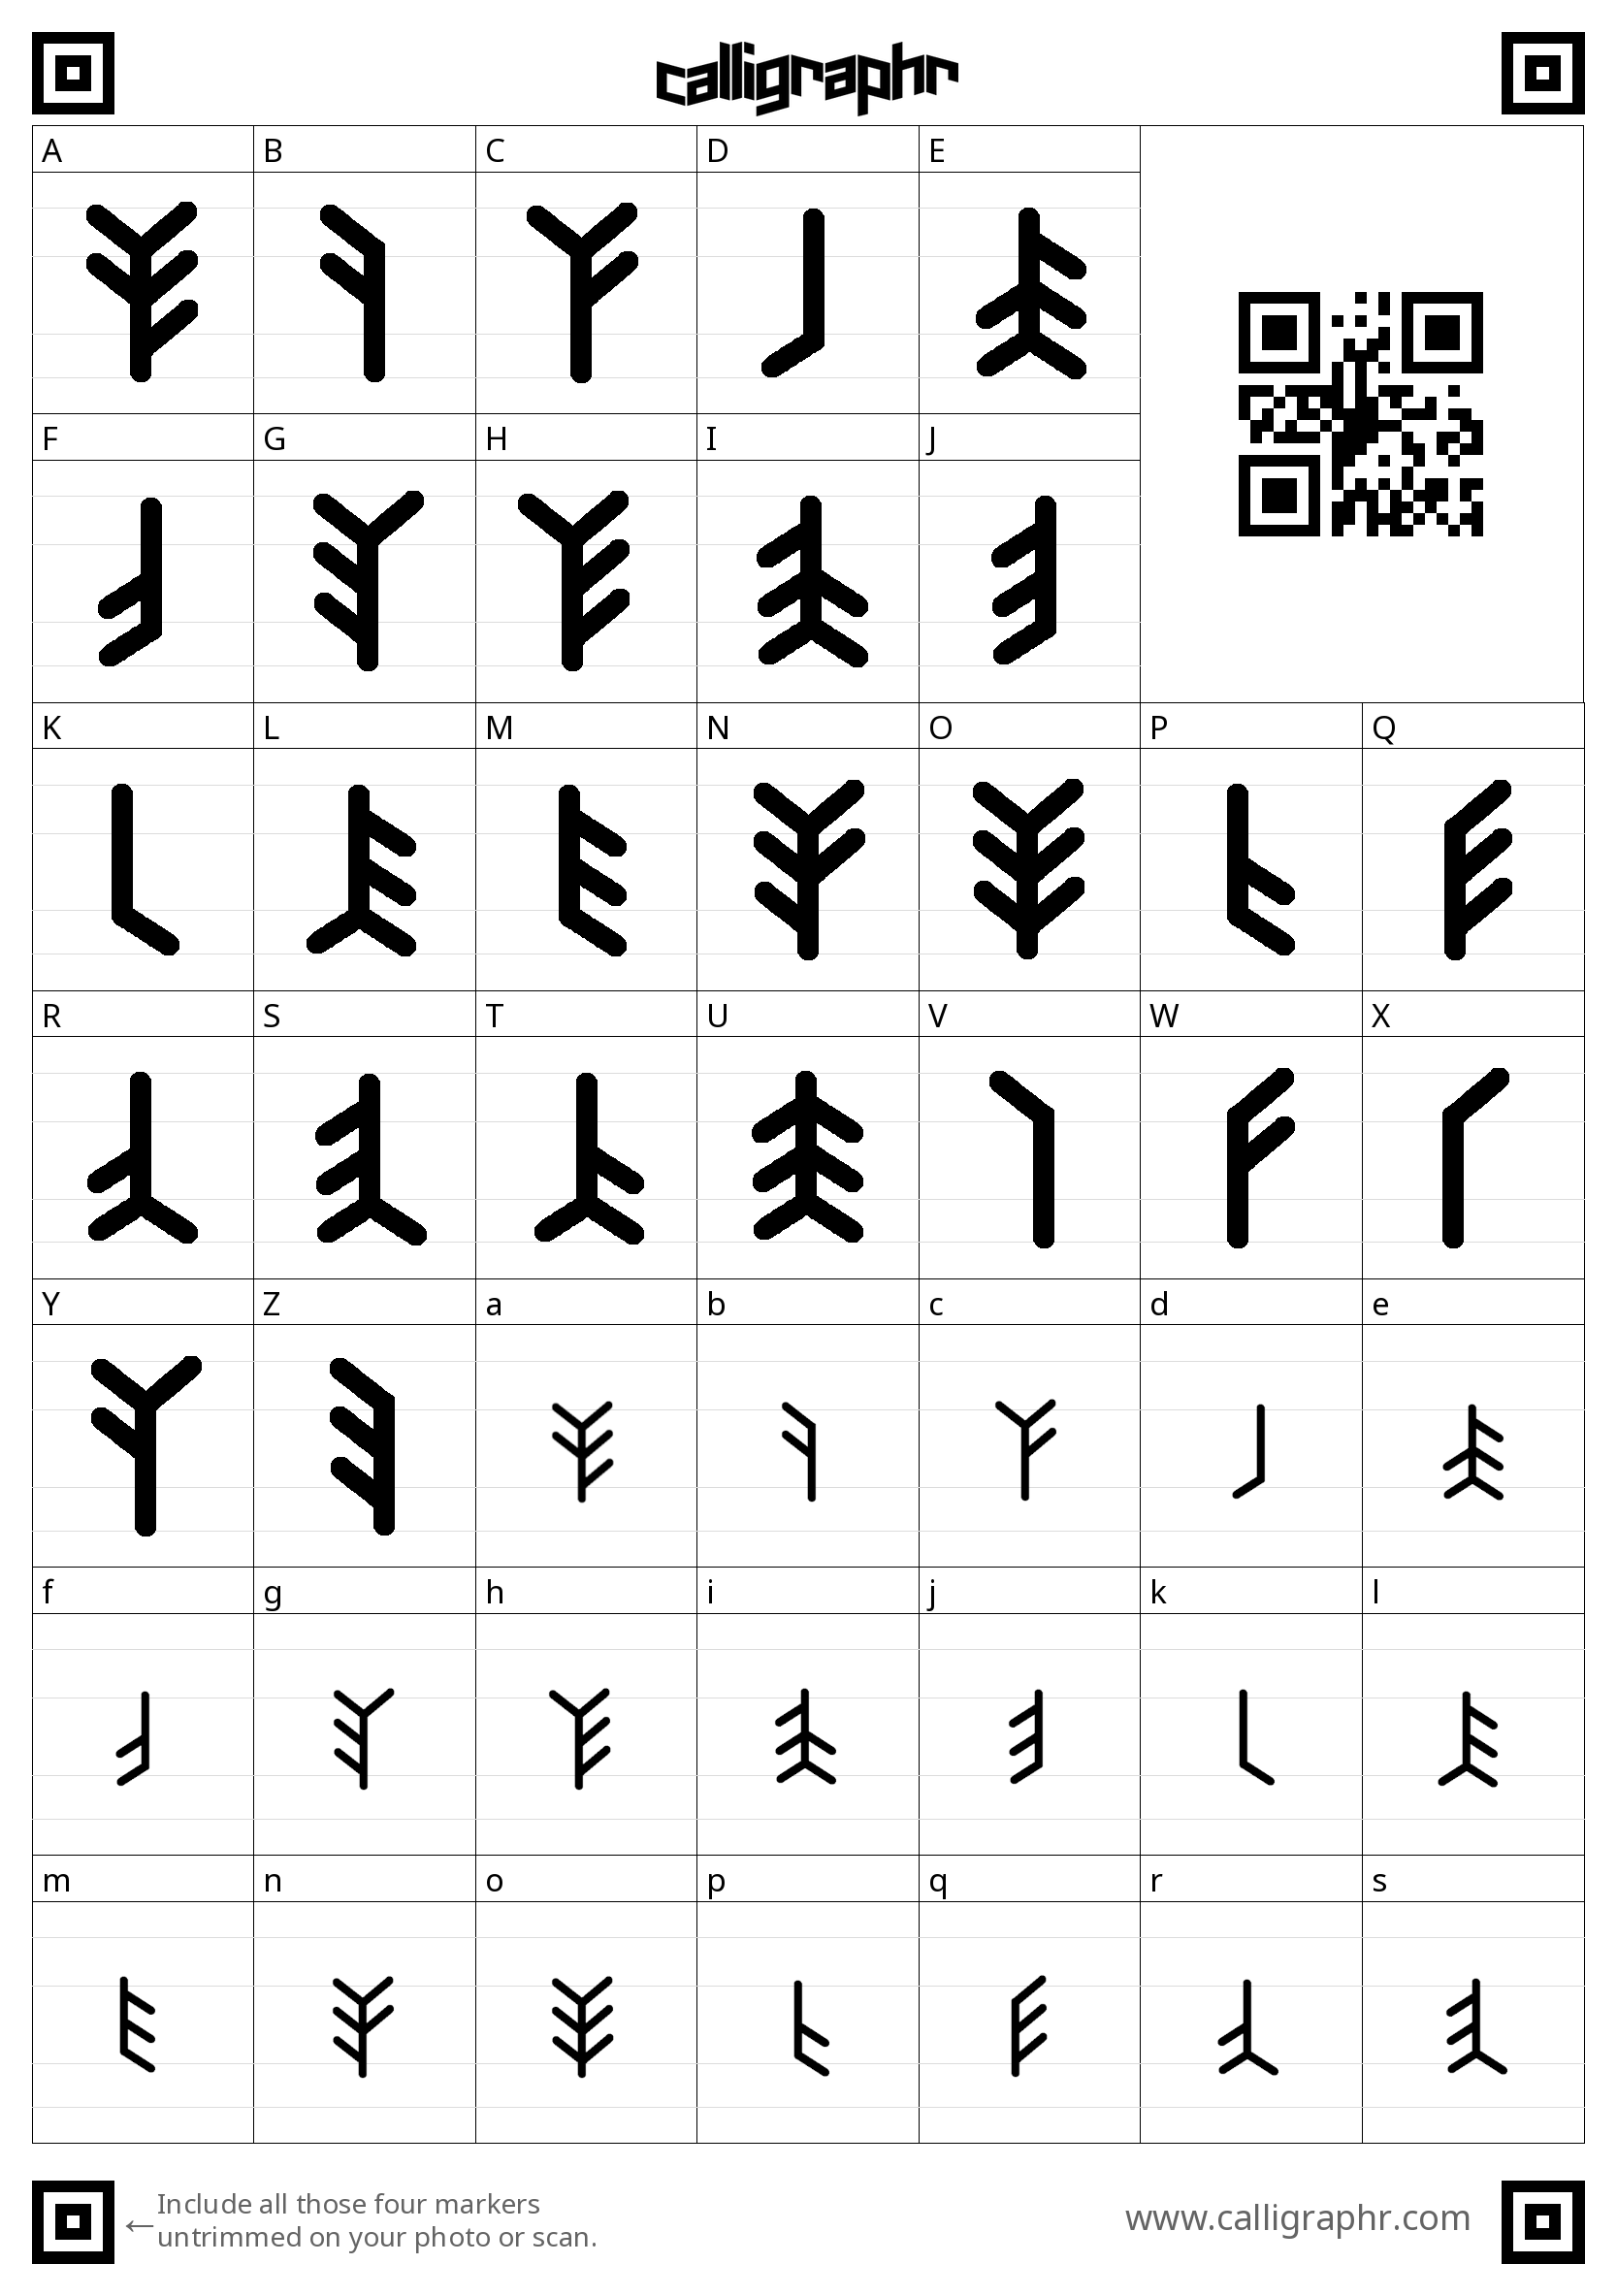 calligraphr
A B C D E
F G H I J
K L M N O P Q
R S T U V W X
Y Z a b c d e
f g h i j k l
m n o p q r s
←Include all those four markers
untrimmed on your photo or scan.
www.calligraphr.com